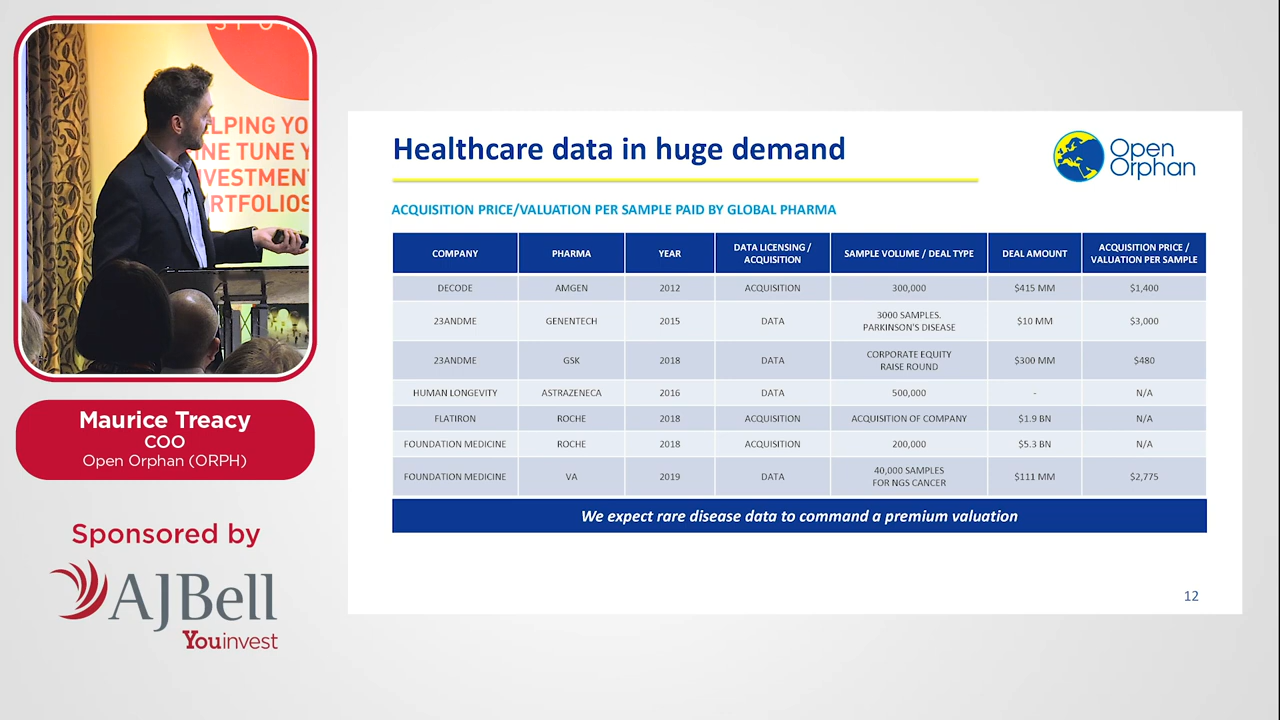 STO
LPING YO
INE TUNE Y
VESTMEN
RTFOLIOS
Maurice Treacy
COO
Open Orphan (ORPH)
Sponsored by
AJBell
Youinvest
Healthcare data in huge demand
Open
Orphan
ACQUISITION PRICE/VALUATION PER SAMPLE PAID BY GLOBAL PHARMA
COMPANY PHARMA YEAR DATA LICENSING / ACQUISITION SAMPLE VOLUME / DEAL TYPE DEAL AMOUNT ACQUISITION PRICE / VALUATION PER SAMPLE
DECODE AMGEN 2012 ACQUISITION 300,000 $415 MM $1,400
23ANDME GENENTECH 2015 DATA 3000 SAMPLES. PARKINSON'S DISEASE $10 MM $3,000
23ANDME GSK 2018 DATA CORPORATE EQUITY RAISE ROUND $300 MM $480
HUMAN LONGEVITY ASTRAZENECA 2016 DATA 500,000 - N/A
FLATIRON ROCHE 2018 ACQUISITION ACQUISITION OF COMPANY $1.9 BN N/A
FOUNDATION MEDICINE ROCHE 2018 ACQUISITION 200,000 $5.3 BN N/A
FOUNDATION MEDICINE VA 2019 DATA 40,000 SAMPLES FOR NGS CANCER $111 MM $2,775
We expect rare disease data to command a premium valuation
12